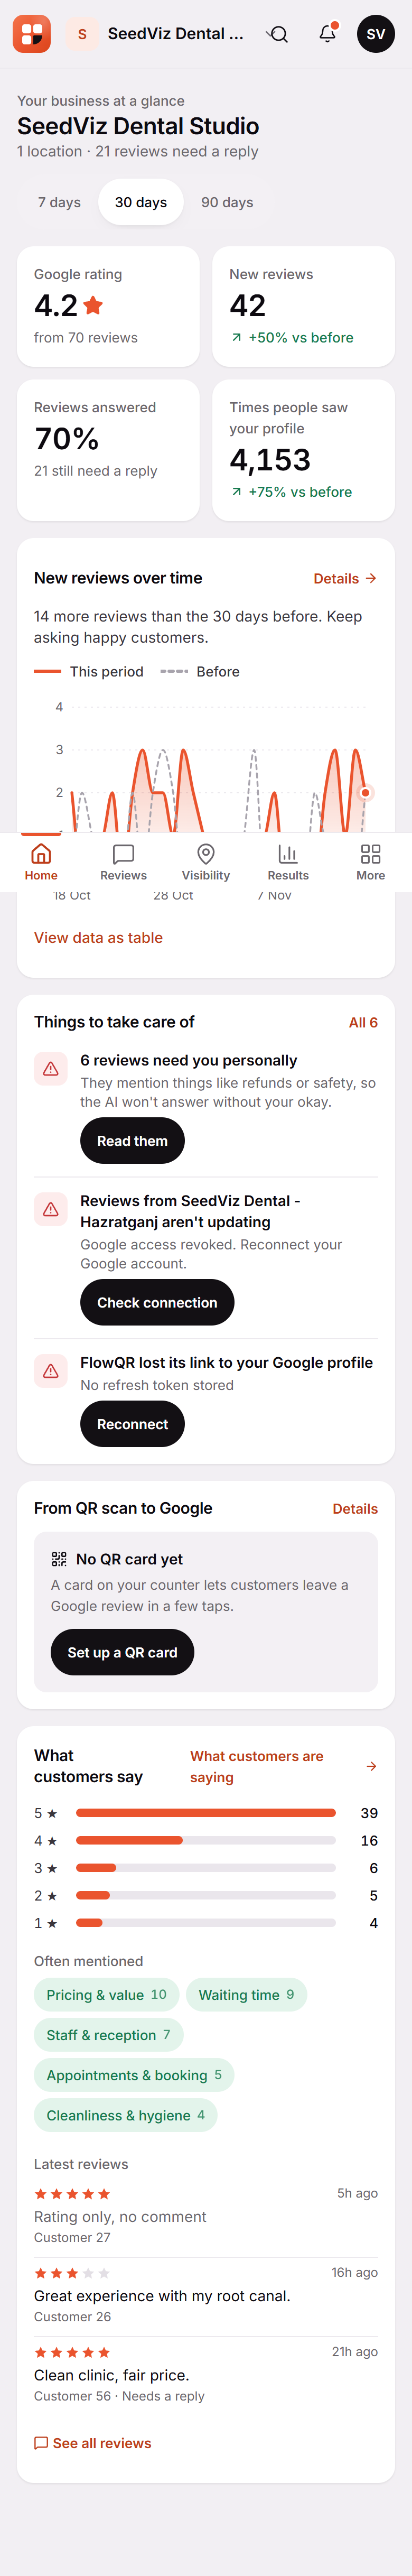 S SeedViz Dental ... SV
Your business at a glance
SeedViz Dental Studio
1 location · 21 reviews need a reply
7 days 30 days 90 days
Google rating
4.2
from 70 reviews
New reviews
42
+50% vs before
Reviews answered
70%
21 still need a reply
Times people saw
your profile
4,153
+75% vs before
New reviews over time Details
14 more reviews than the 30 days before. Keep
asking happy customers.
This period Before
4
3
2
Home Reviews Visibility Results More
18 Oct 28 Oct 7 Nov
View data as table
Things to take care of All 6
6 reviews need you personally
They mention things like refunds or safety, so
the AI won't answer without your okay.
Read them
Reviews from SeedViz Dental -
Hazratganj aren't updating
Google access revoked. Reconnect your
Google account.
Check connection
FlowQR lost its link to your Google profile
No refresh token stored
Reconnect
From QR scan to Google Details
No QR card yet
A card on your counter lets customers leave a
Google review in a few taps.
Set up a QR card
What
customers say
What customers are
saying
5 ★ 39
4 ★ 16
3 ★ 6
2 ★ 5
1 ★ 4
Often mentioned
Pricing & value 10 Waiting time 9
Staff & reception 7
Appointments & booking 5
Cleanliness & hygiene 4
Latest reviews
5h ago
Rating only, no comment
Customer 27
16h ago
Great experience with my root canal.
Customer 26
21h ago
Clean clinic, fair price.
Customer 56 · Needs a reply
See all reviews